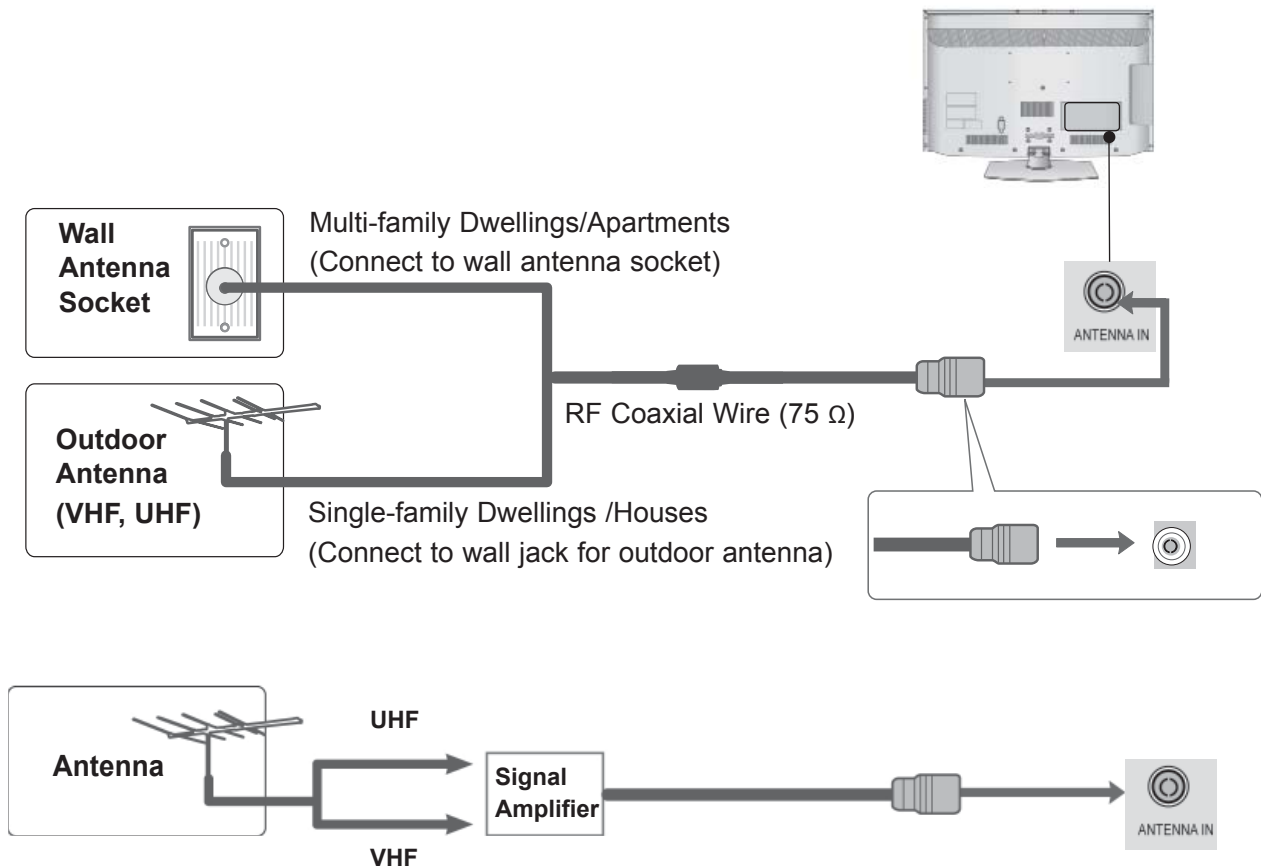 Wall
Antenna
Socket
Multi-family Dwellings/Apartments
(Connect to wall antenna socket)
ANTENNA IN
RF Coaxial Wire (75 Ω)
Outdoor
Antenna
(VHF, UHF)
Single-family Dwellings /Houses
(Connect to wall jack for outdoor antenna)
Antenna
UHF
VHF
Signal
Amplifier
ANTENNA IN